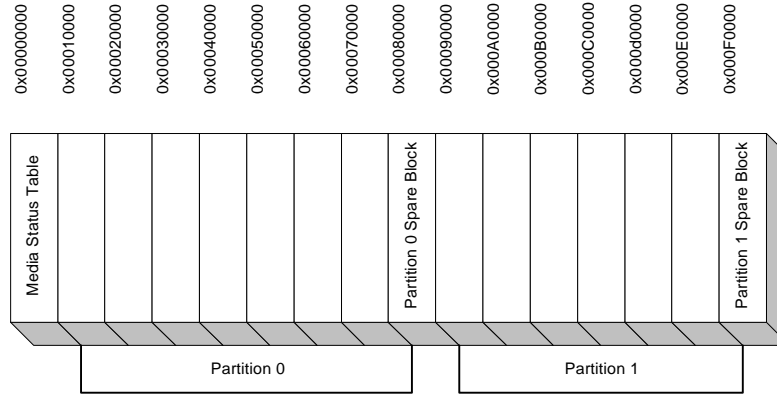 0x00000000
0x00010000
0x00020000
0x00030000
0x00040000
0x00050000
0x00060000
0x00070000
0x00080000
0x00090000
0x000A0000
0x000B0000
0x000C0000
0x000d0000
0x000E0000
0x000F0000
Media Status Table
Partition 0 Spare Block
Partition 1 Spare Block
Partition 0
Partition 1